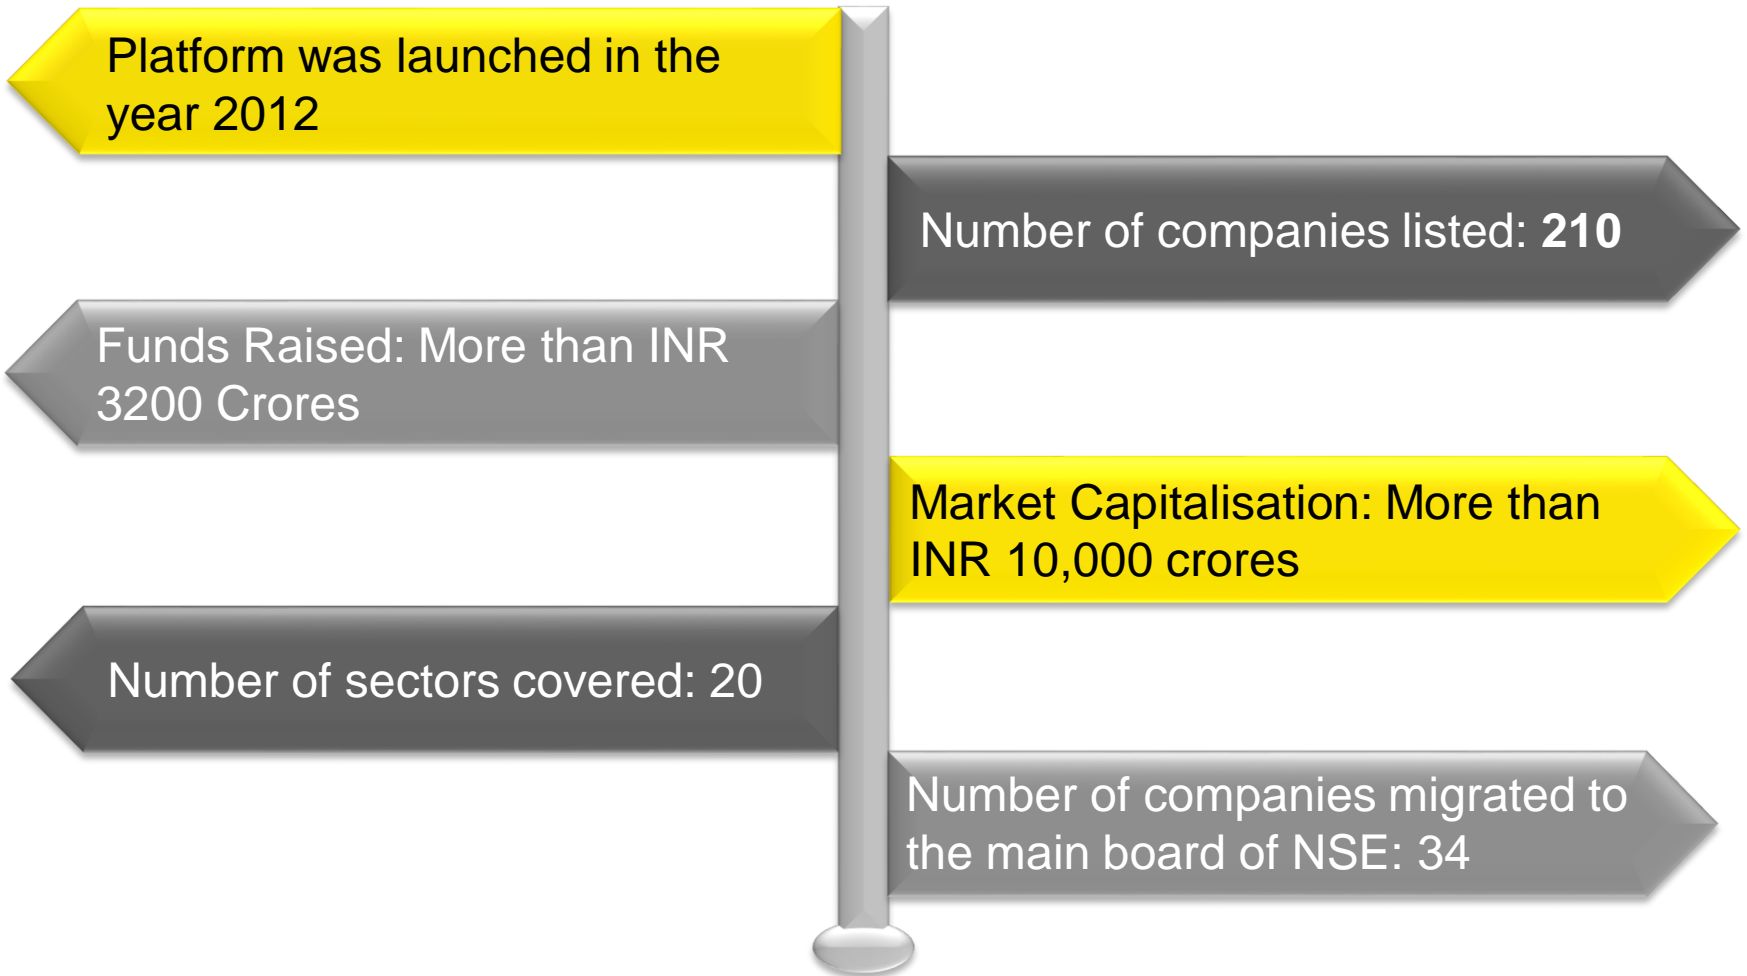 Platform was launched in the
year 2012
Number of companies listed: 210
Funds Raised: More than INR
3200 Crores
Market Capitalisation: More than
INR 10,000 crores
Number of sectors covered: 20
Number of companies migrated to
the main board of NSE: 34